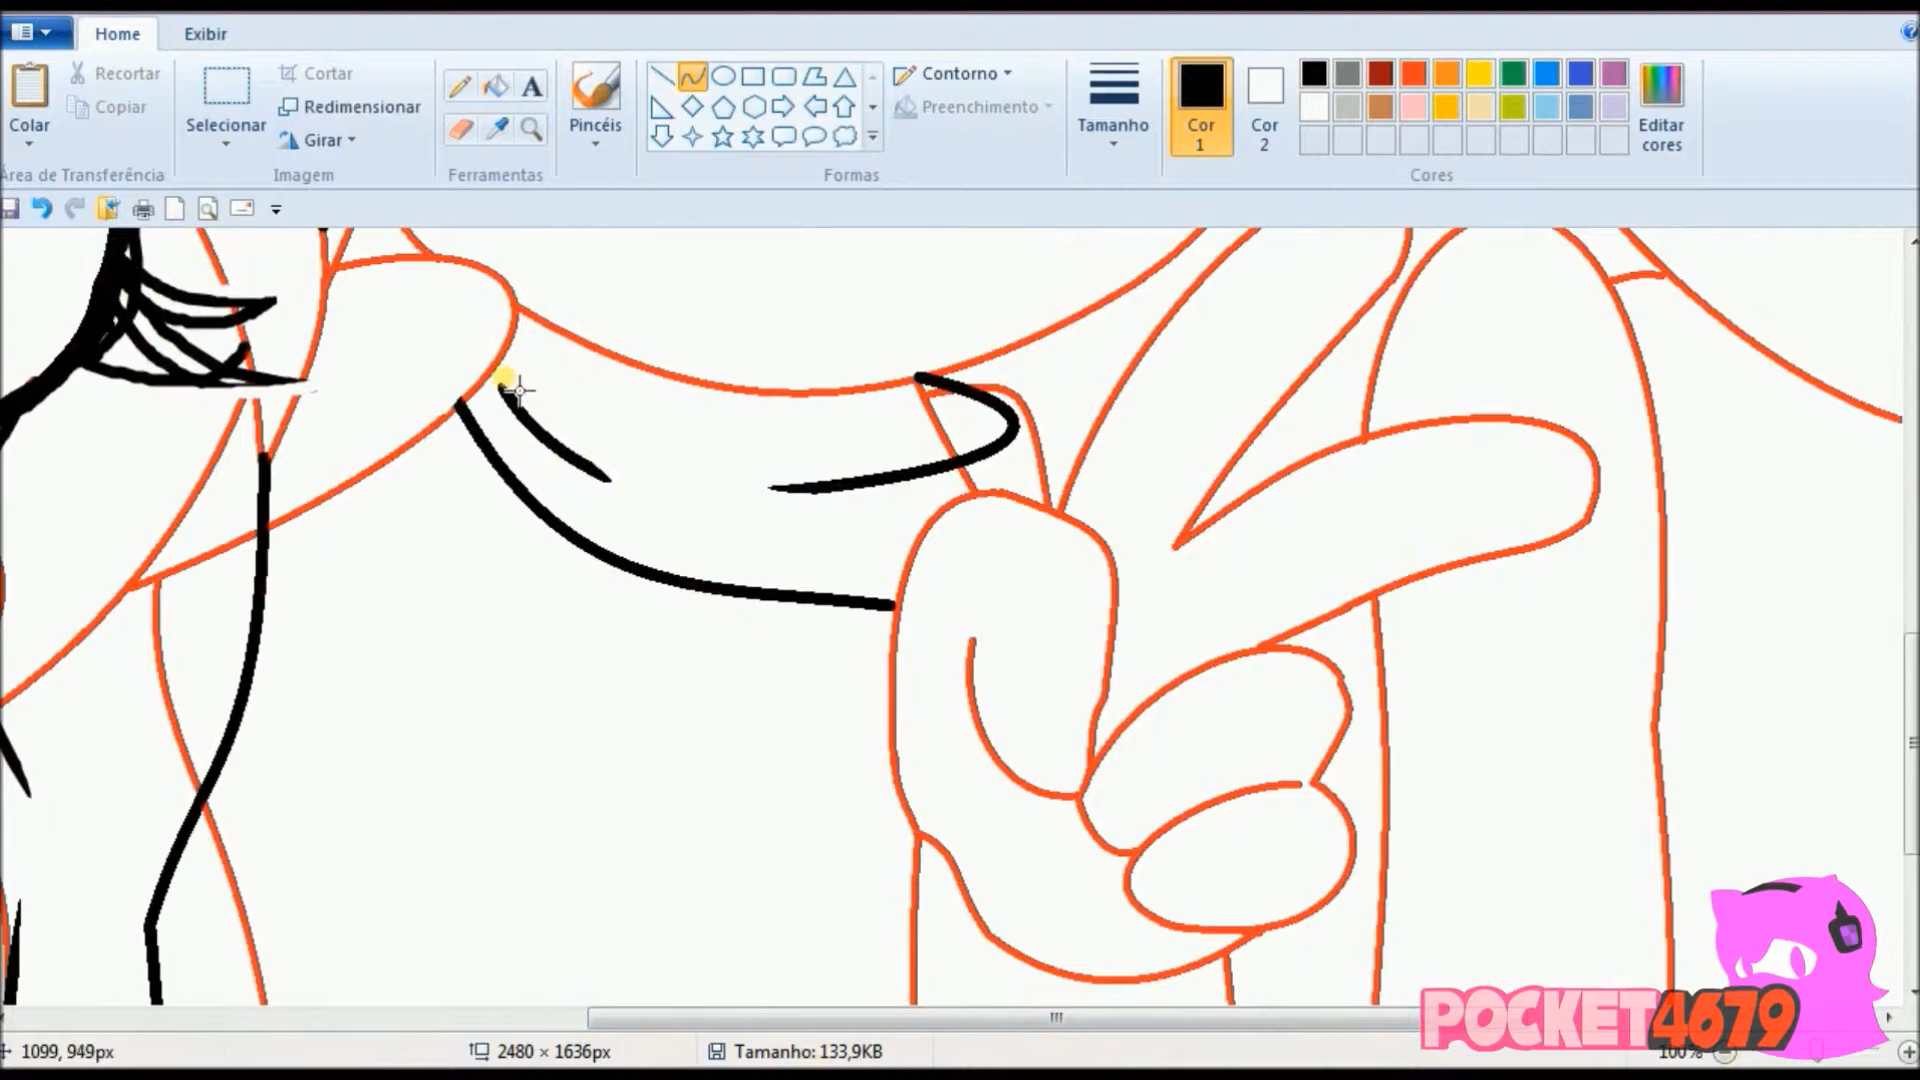 Home Exibir
Colar
Recortar
Copiar
Área de Transferência
Selecionar
Cortar
Redimensionar
Girar
Imagem
A
Ferramentas
Pincéis
Formas
Contorno
Preenchimento
Tamanho
Cor
1
Cor
2
Editar
cores
Cores
POCKET4679
1099, 949px
2480 × 1636px
Tamanho: 133,9KB
100%